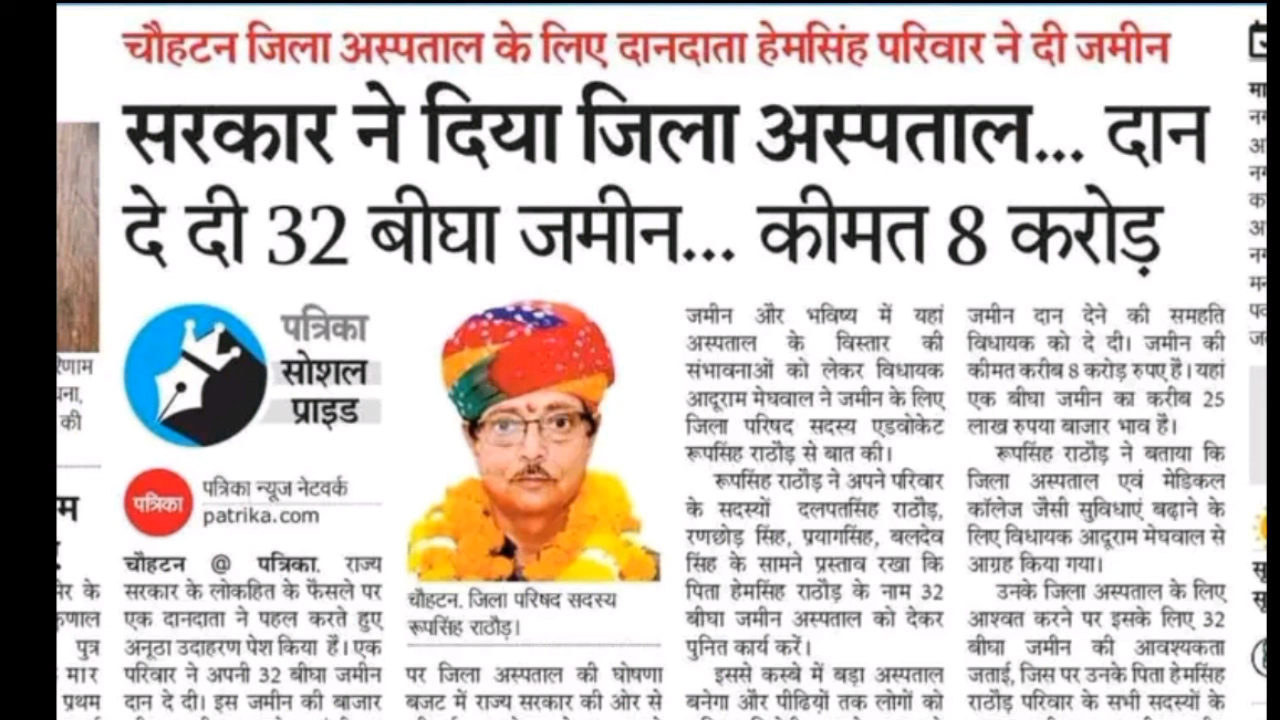 चौहटन जिला अस्पताल के लिए दानदाता हेमसिंह परिवार ने दी जमीन
सरकार ने दिया जिला अस्पताल... दान
दे दी 32 बीघा जमीन... कीमत 8 करोड़
पत्रिका
सोशल
प्राइड
पत्रिका
पत्रिका न्यूज नेटवर्क
patrika.com
चौहटन @ पत्रिका. राज्य
सरकार के लोकहित के फैसले पर
एक दानदाता ने पहल करते हुए
अनूठा उदाहरण पेश किया है। एक
परिवार ने अपनी 32 बीघा जमीन
दान दे दी। इस जमीन की बाजार
चौहटन. जिला परिषद सदस्य
रूपसिंह राठौड़।
पर जिला अस्पताल की घोषणा
बजट में राज्य सरकार की ओर से
जमीन और भविष्य में यहां
अस्पताल के विस्तार की
संभावनाओं को लेकर विधायक
आदूराम मेघवाल ने जमीन के लिए
जिला परिषद सदस्य एडवोकेट
रूपसिंह राठौड़ से बात की।
रूपसिंह राठौड़ ने अपने परिवार
के सदस्यों दलपतसिंह राठौड़,
रणछोड़ सिंह, प्रयागसिंह, बलदेव
सिंह के सामने प्रस्ताव रखा कि
पिता हेमसिंह राठौड़ के नाम 32
बीघा जमीन अस्पताल को देकर
पुनित कार्य करें।
इससे कस्बे में बड़ा अस्पताल
बनेगा और पीढ़ियों तक लोगों को
जमीन दान देने की समहति
विधायक को दे दी। जमीन की
कीमत करीब 8 करोड़ रुपए है। यहां
एक बीघा जमीन का करीब 25
लाख रुपया बाजार भाव है।
रूपसिंह राठौड़ ने बताया कि
जिला अस्पताल एवं मेडिकल
कॉलेज जैसी सुविधाएं बढ़ाने के
लिए विधायक आदूराम मेघवाल से
आग्रह किया गया।
उनके जिला अस्पताल के लिए
आश्वत करने पर इसके लिए 32
बीघा जमीन की आवश्यकता
जताई, जिस पर उनके पिता हेमसिंह
राठौड़ परिवार के सभी सदस्यों के